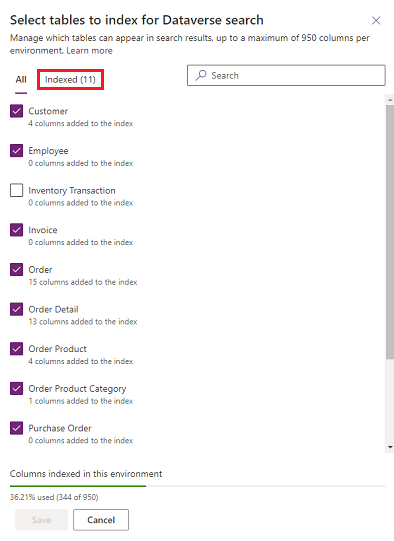 Select tables to index for Dataverse search
Manage which tables can appear in search results, up to a maximum of 950 columns per
environment. Learn more
All Indexed (11) Search
Customer
4 columns added to the index
Employee
0 columns added to the index
Inventory Transaction
0 columns added to the index
Invoice
0 columns added to the index
Order
15 columns added to the index
Order Detail
13 columns added to the index
Order Product
4 columns added to the index
Order Product Category
1 columns added to the index
Purchase Order
0 columns added to the index
Columns indexed in this environment
36.21% used (344 of 950)
Save Cancel